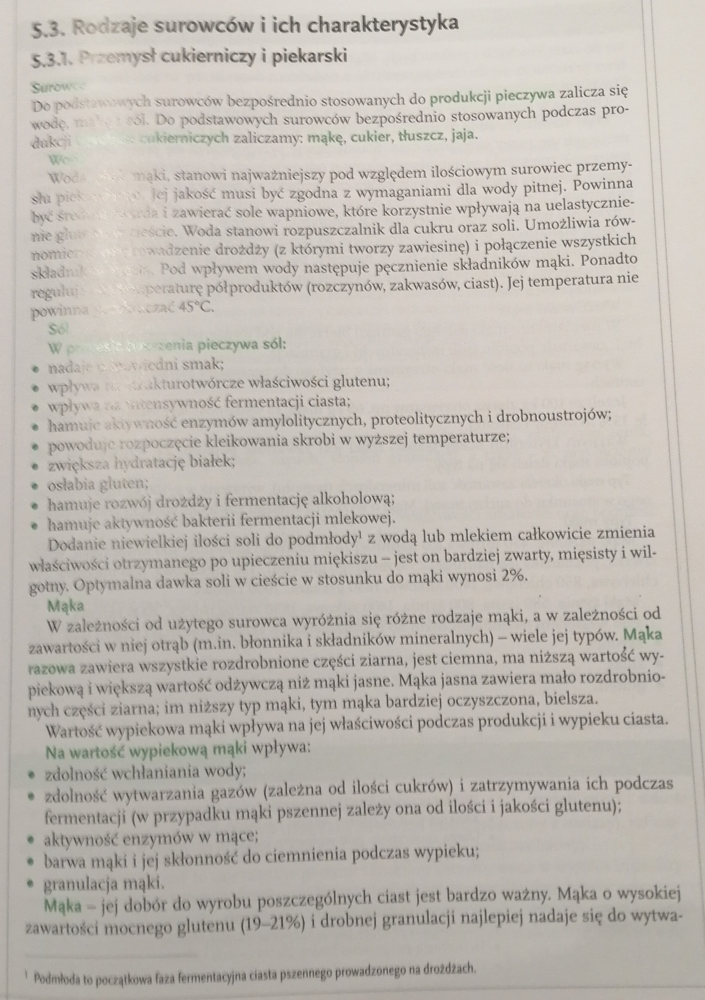 5.3. Rodzaje surowców i ich charakterystyka
5.3.1. Przemysł cukierniczy i piekarski
Surowce
Do podstawowych surowców bezpośrednio stosowanych do produkcji pieczywa zalicza się
wodę, mąkę i sól. Do podstawowych surowców bezpośrednio stosowanych podczas pro-
dukcji cukierniczych zaliczamy: mąkę, cukier, tłuszcz, jaja.
Woda
Woda, mąki, stanowi najważniejszy pod względem ilościowym surowiec przemy-
słu piekarskiego. Jej jakość musi być zgodna z wymaganiami dla wody pitnej. Powinna
być średnio twarda i zawierać sole wapniowe, które korzystnie wpływają na uelastycznie-
nie glutenu w cieście. Woda stanowi rozpuszczalnik dla cukru oraz soli. Umożliwia rów-
nomierne drożdży (z którymi tworzy zawiesinę) i połączenie wszystkich
składników Pod wpływem wody następuje pęcznienie składników mąki. Ponadto
reguluje temperaturę półproduktów (rozczynów, zakwasów, ciast). Jej temperatura nie
powinna przekraczać 45°C.
Sól
W procesie tworzenia pieczywa sól:
• nadaje odpowiedni smak;
• wpływa na strukturotwórcze właściwości glutenu;
• wpływa na intensywność fermentacji ciasta;
• hamuje aktywność enzymów amylolitycznych, proteolitycznych i drobnoustrojów;
• powoduje rozpoczęcie kleikowania skrobi w wyższej temperaturze;
• zwiększa hydratację białek;
• osłabia gluten;
• hamuje rozwój drożdży i fermentację alkoholową;
• hamuje aktywność bakterii fermentacji mlekowej.
Dodanie niewielkiej ilości soli do podmłody¹ z wodą lub mlekiem całkowicie zmienia
właściwości otrzymanego po upieczeniu miękiszu – jest on bardziej zwarty, mięsisty i wil-
gotny. Optymalna dawka soli w cieście w stosunku do mąki wynosi 2%.
Mąka
W zależności od użytego surowca wyróżnia się różne rodzaje mąki, a w zależności od
zawartości w niej otrąb (m.in. błonnika i składników mineralnych) – wiele jej typów. Mąka
razowa zawiera wszystkie rozdrobnione części ziarna, jest ciemna, ma niższą wartość wy-
piekową i większą wartość odżywczą niż mąki jasne. Mąka jasna zawiera mało rozdrobnio-
nych części ziarna; im niższy typ mąki, tym mąka bardziej oczyszczona, bielsza.
Wartość wypiekowa mąki wpływa na jej właściwości podczas produkcji i wypieku ciasta.
Na wartość wypiekową mąki wpływa:
• zdolność wchłaniania wody;
• zdolność wytwarzania gazów (zależna od ilości cukrów) i zatrzymywania ich podczas
fermentacji (w przypadku mąki pszennej zależy ona od ilości i jakości glutenu);
• aktywność enzymów w mące;
• barwa mąki i jej skłonność do ciemnienia podczas wypieku;
• granulacja mąki.
Mąka – jej dobór do wyrobu poszczególnych ciast jest bardzo ważny. Mąka o wysokiej
zawartości mocnego glutenu (19–21%) i drobnej granulacji najlepiej nadaje się do wytwa-
¹ Podmłoda to początkowa faza fermentacyjna ciasta pszennego prowadzonego na drożdżach.